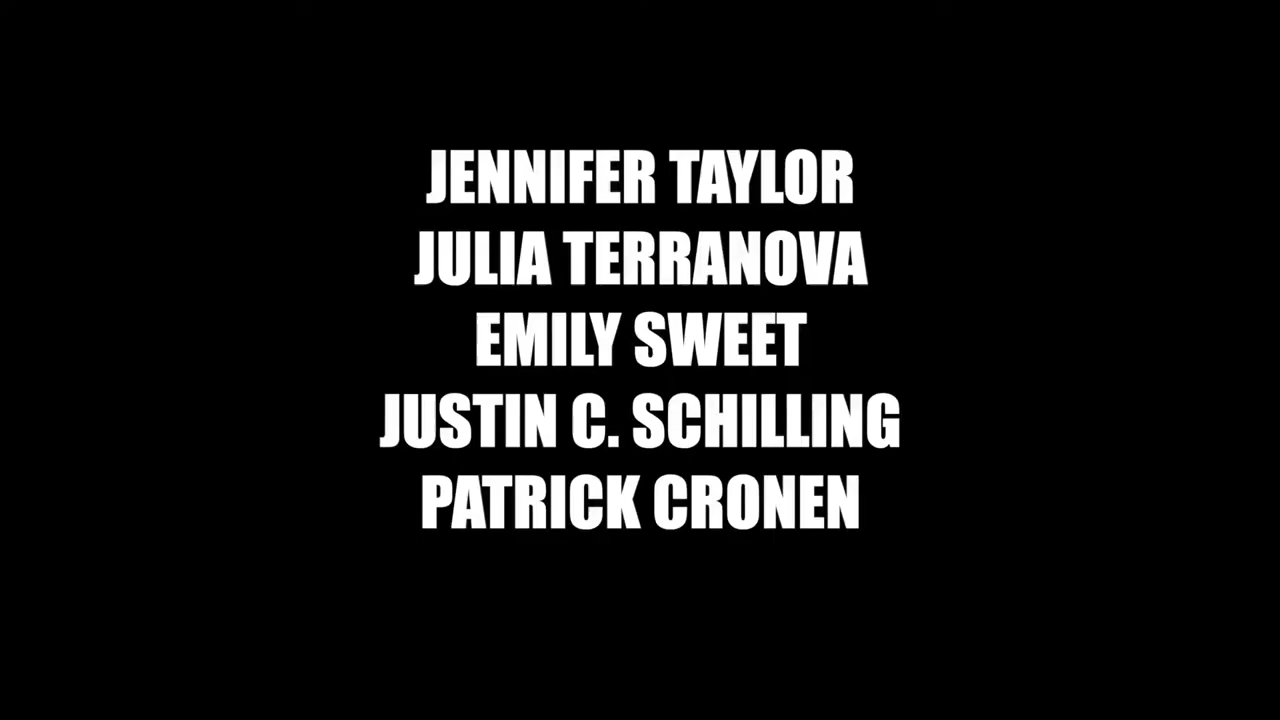 JENNIFER TAYLOR
JULIA TERRANOVA
EMILY SWEET
JUSTIN C. SCHILLING
PATRICK CRONEN